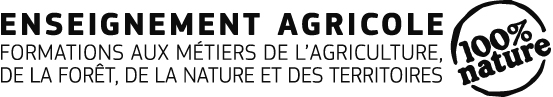 ENSEIGNEMENT AGRICOLE
FORMATIONS AUX MÉTIERS DE L'AGRICULTURE,
DE LA FORÊT, DE LA NATURE ET DES TERRITOIRES
100%
nature